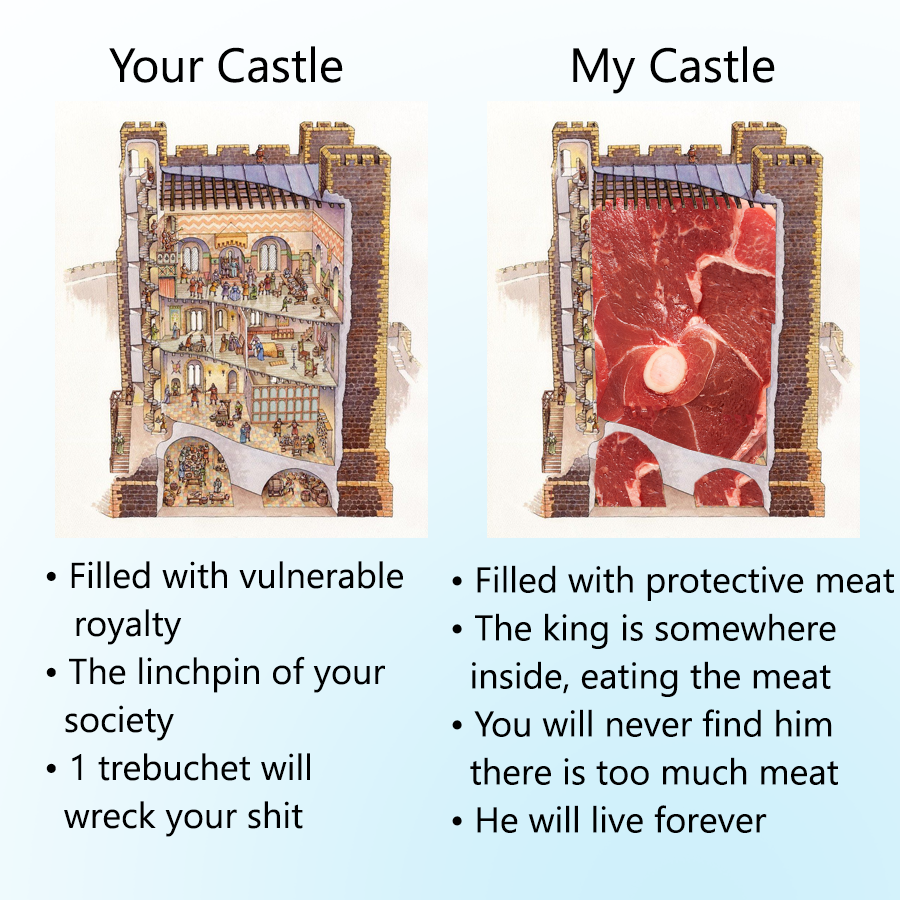 Your Castle
My Castle
• Filled with vulnerable
royalty
• The linchpin of your
society
• 1 trebuchet will
wreck your shit
• Filled with protective meat
• The king is somewhere
inside, eating the meat
• You will never find him
there is too much meat
• He will live forever